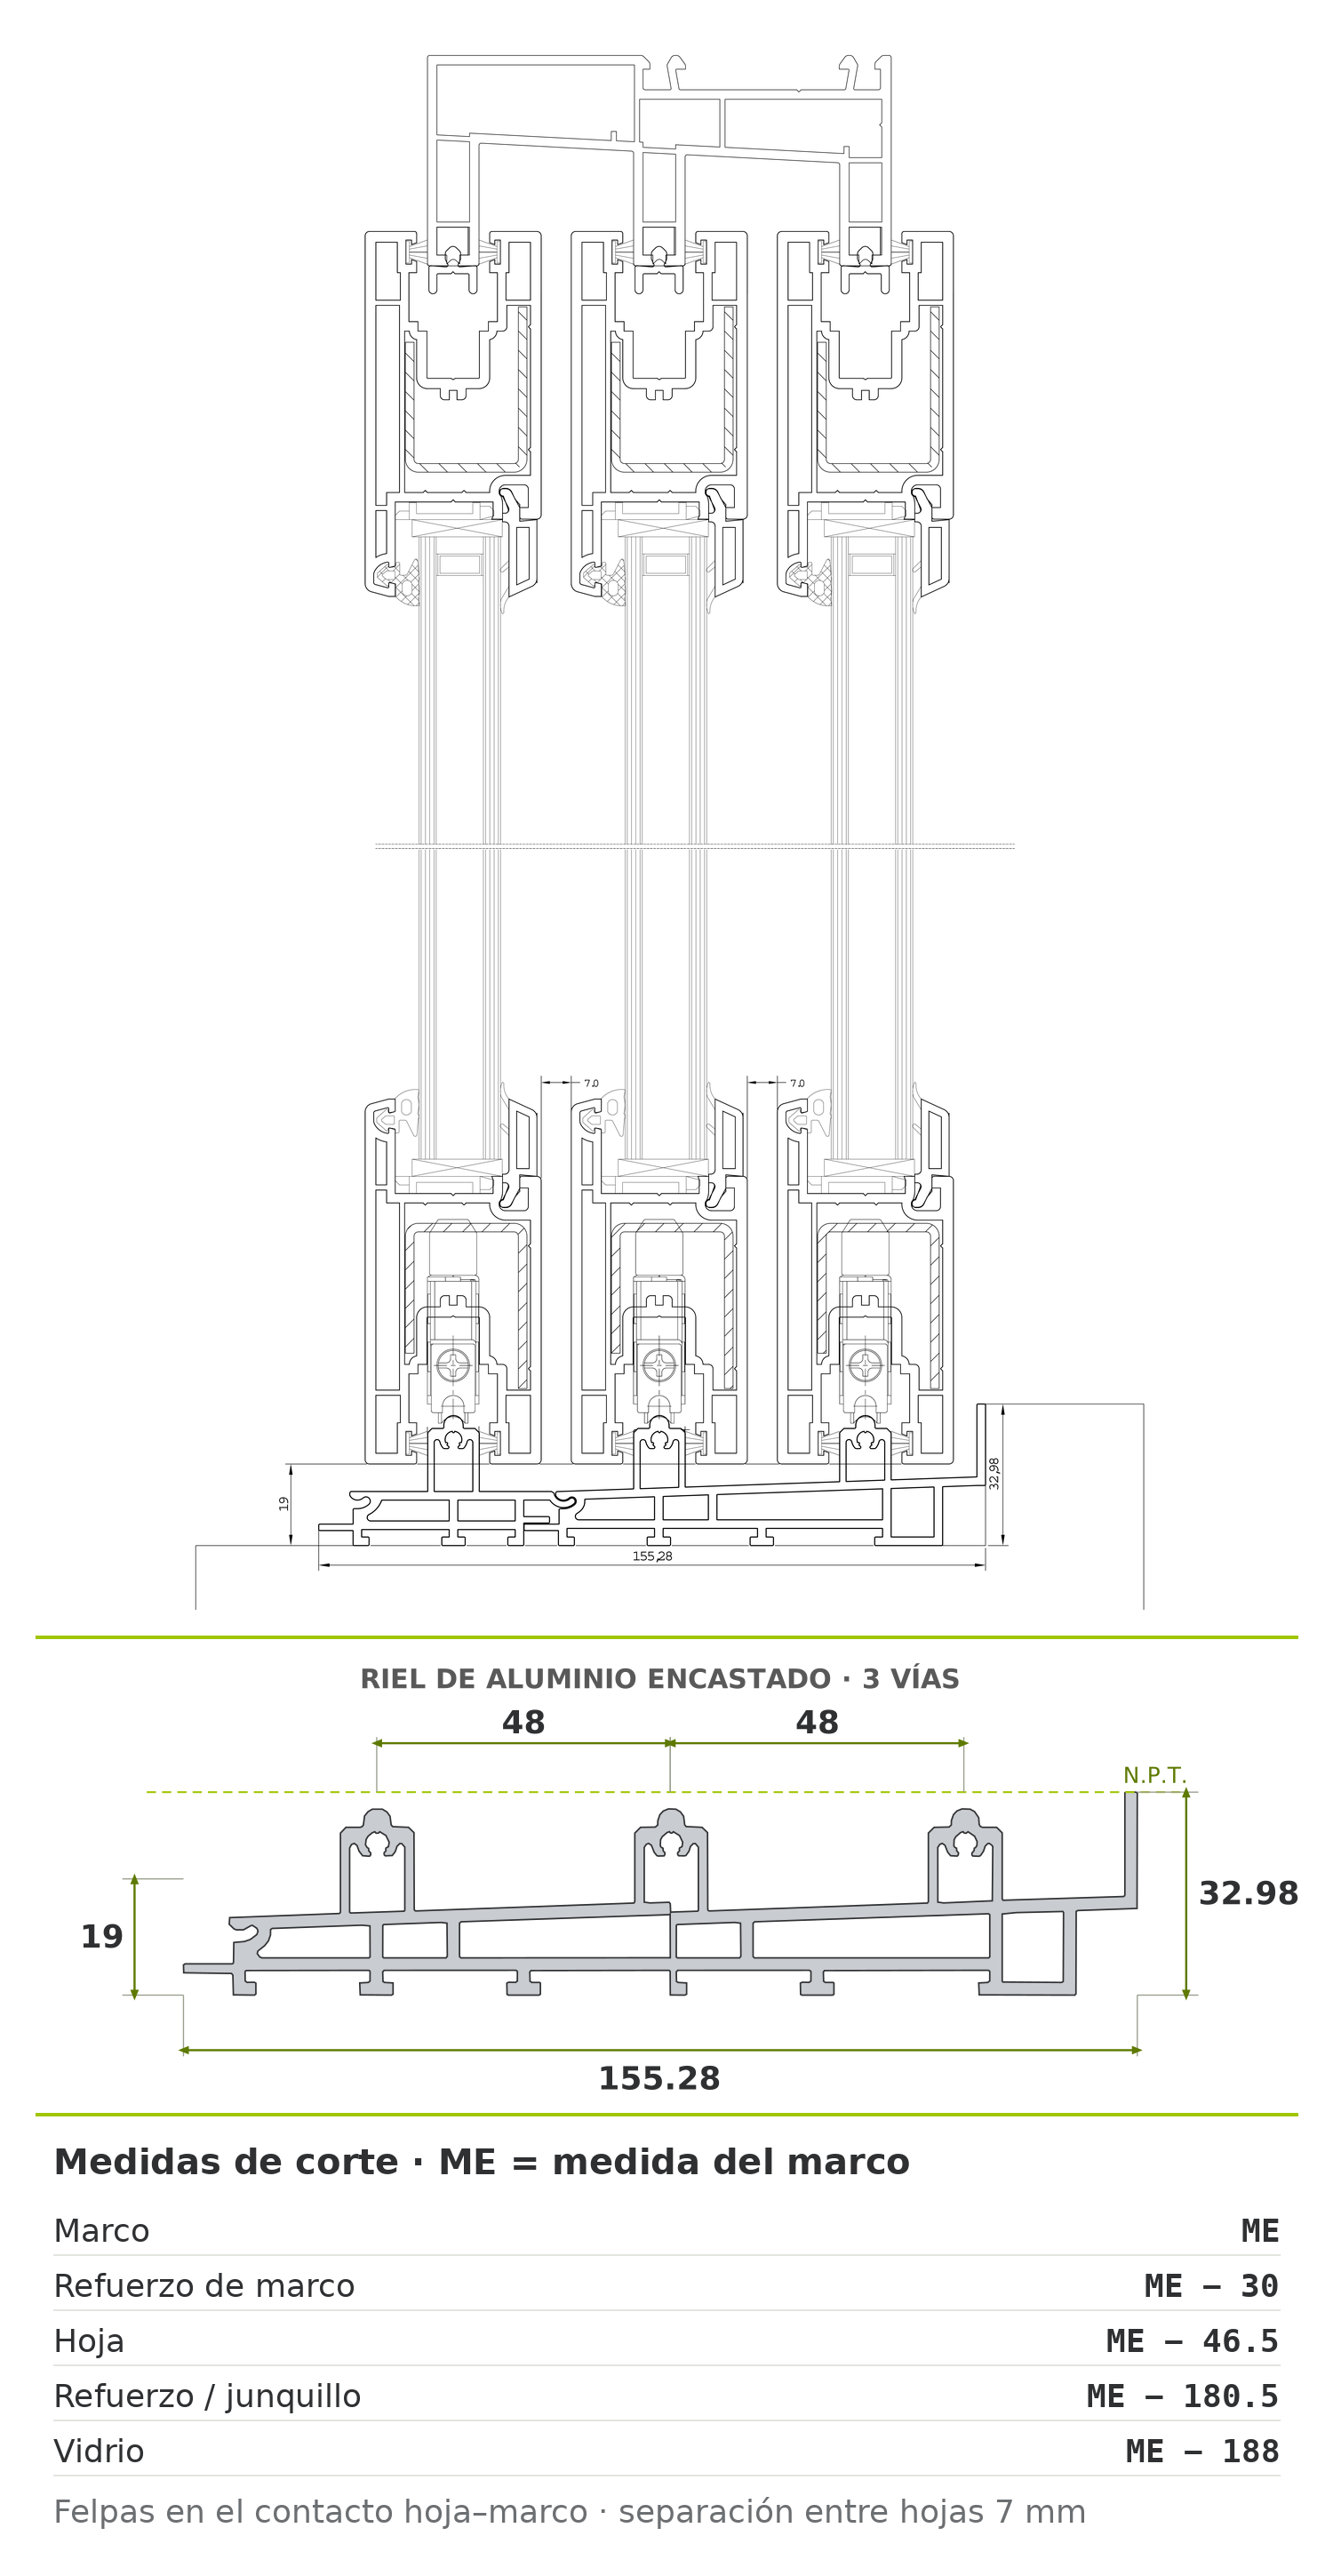 7,0
7,0
32,98
19
155,28
RIEL DE ALUMINIO ENCASTADO · 3 VÍAS
48
48
N.P.T.
32.98
19
155.28
Medidas de corte · ME = medida del marco
Marco ME
Refuerzo de marco ME − 30
Hoja ME − 46.5
Refuerzo / junquillo ME − 180.5
Vidrio ME − 188
Felpas en el contacto hoja–marco · separación entre hojas 7 mm